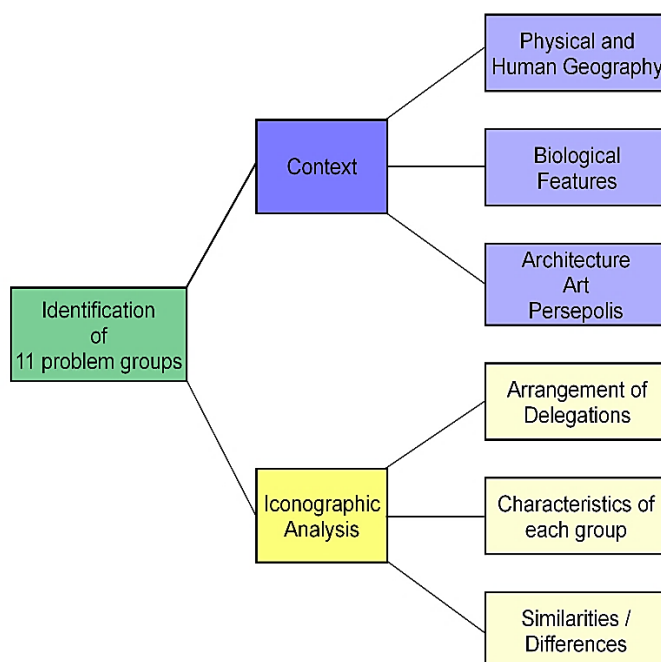 Physical and
Human Geography
Context
Biological
Features
Architecture
Art
Persepolis
Identification
of
11 problem groups
Arrangement of
Delegations
Iconographic
Analysis
Characteristics of
each group
Similarities /
Differences